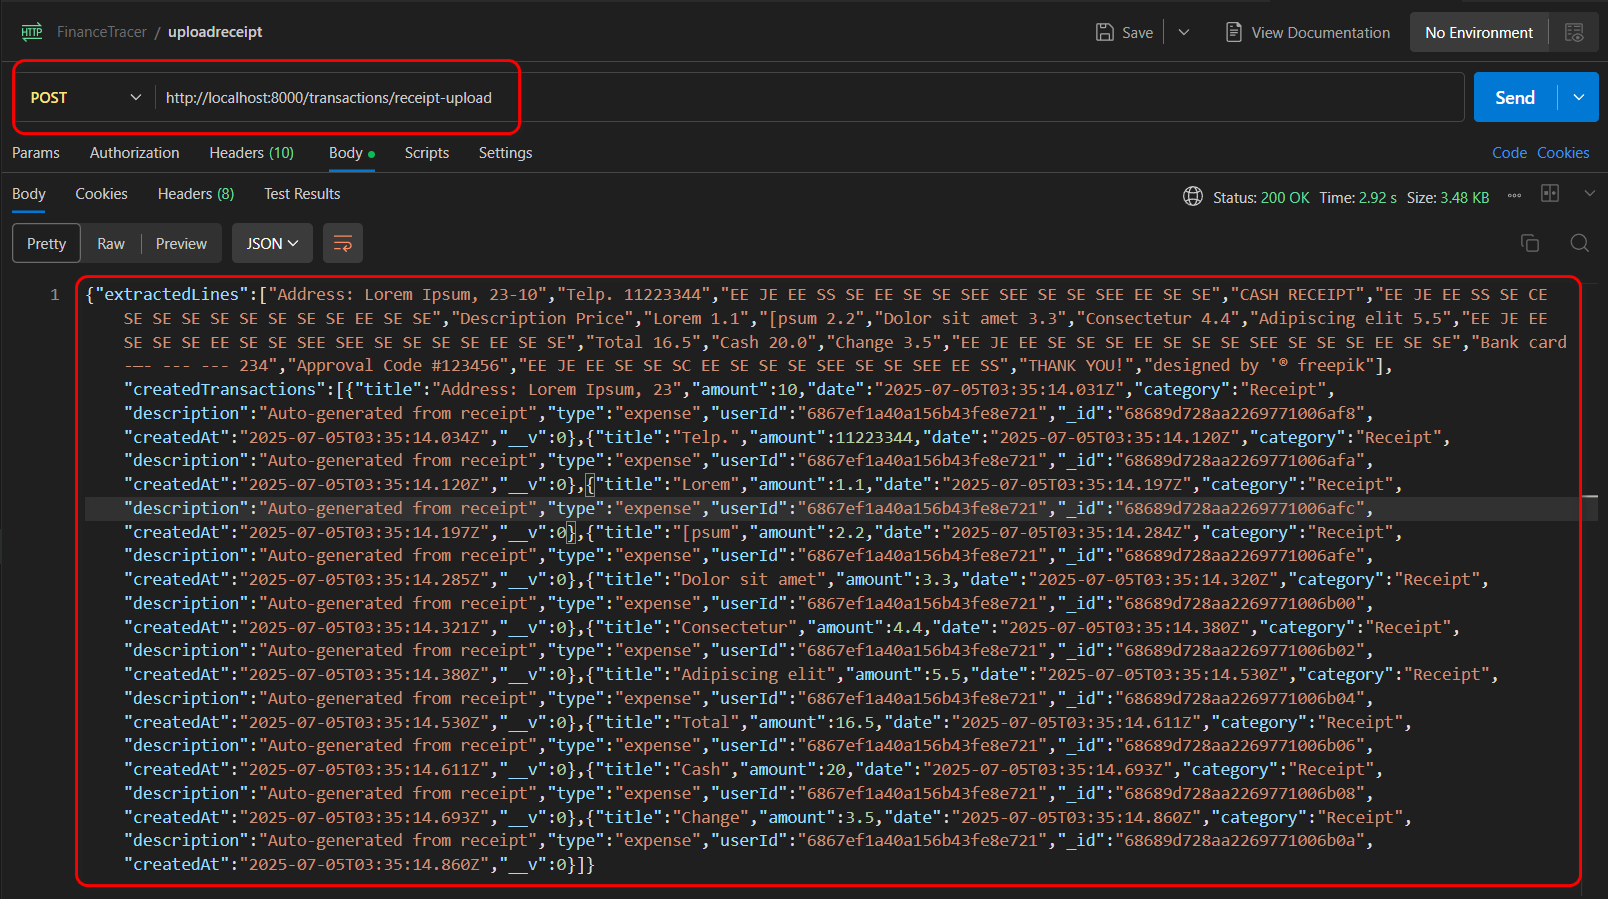 HTTP FinanceTracer / uploadreceipt Save View Documentation No Environment
POST http://localhost:8000/transactions/receipt-upload Send
Params Authorization Headers (10) Body Scripts Settings Code Cookies
Body Cookies Headers (8) Test Results Status: 200 OK Time: 2.92 s Size: 3.48 KB
Pretty Raw Preview JSON
1 {"extractedLines":["Address: Lorem Ipsum, 23-10","Telp. 11223344","EE JE EE SS SE EE SE SE SEE SEE SE SE SEE EE SE SE","CASH RECEIPT","EE JE EE SS SE CE
SE SE SE SE SE SE SE SE EE SE SE","Description Price","Lorem 1.1","[psum 2.2","Dolor sit amet 3.3","Consectetur 4.4","Adipiscing elit 5.5","EE JE EE
SE SE SE EE SE SE SEE SEE SE SE SE SE EE SE SE","Total 16.5","Cash 20.0","Change 3.5","EE JE EE SE SE SE EE SE SE SE SEE SE SE SE EE SE SE","Bank card
--- --- --- 234","Approval Code #123456","EE JE EE SE SE SC EE SE SE SE SEE SE SE SEE EE SS","THANK YOU!","designed by '® freepik"],
"createdTransactions":[{"title":"Address: Lorem Ipsum, 23","amount":10,"date":"2025-07-05T03:35:14.031Z","category":"Receipt",
"description":"Auto-generated from receipt","type":"expense","userId":"6867ef1a40a156b43fe8e721","_id":"68689d728aa2269771006af8",
"createdAt":"2025-07-05T03:35:14.034Z","__v":0},{"title":"Telp.","amount":11223344,"date":"2025-07-05T03:35:14.120Z","category":"Receipt",
"description":"Auto-generated from receipt","type":"expense","userId":"6867ef1a40a156b43fe8e721","_id":"68689d728aa2269771006afa",
"createdAt":"2025-07-05T03:35:14.120Z","__v":0},{"title":"Lorem","amount":1.1,"date":"2025-07-05T03:35:14.197Z","category":"Receipt",
"description":"Auto-generated from receipt","type":"expense","userId":"6867ef1a40a156b43fe8e721","_id":"68689d728aa2269771006afc",
"createdAt":"2025-07-05T03:35:14.197Z","__v":0},{"title":"[psum","amount":2.2,"date":"2025-07-05T03:35:14.284Z","category":"Receipt",
"description":"Auto-generated from receipt","type":"expense","userId":"6867ef1a40a156b43fe8e721","_id":"68689d728aa2269771006afe",
"createdAt":"2025-07-05T03:35:14.285Z","__v":0},{"title":"Dolor sit amet","amount":3.3,"date":"2025-07-05T03:35:14.320Z","category":"Receipt",
"description":"Auto-generated from receipt","type":"expense","userId":"6867ef1a40a156b43fe8e721","_id":"68689d728aa2269771006b00",
"createdAt":"2025-07-05T03:35:14.321Z","__v":0},{"title":"Consectetur","amount":4.4,"date":"2025-07-05T03:35:14.380Z","category":"Receipt",
"description":"Auto-generated from receipt","type":"expense","userId":"6867ef1a40a156b43fe8e721","_id":"68689d728aa2269771006b02",
"createdAt":"2025-07-05T03:35:14.380Z","__v":0},{"title":"Adipiscing elit","amount":5.5,"date":"2025-07-05T03:35:14.530Z","category":"Receipt",
"description":"Auto-generated from receipt","type":"expense","userId":"6867ef1a40a156b43fe8e721","_id":"68689d728aa2269771006b04",
"createdAt":"2025-07-05T03:35:14.530Z","__v":0},{"title":"Total","amount":16.5,"date":"2025-07-05T03:35:14.611Z","category":"Receipt",
"description":"Auto-generated from receipt","type":"expense","userId":"6867ef1a40a156b43fe8e721","_id":"68689d728aa2269771006b06",
"createdAt":"2025-07-05T03:35:14.611Z","__v":0},{"title":"Cash","amount":20,"date":"2025-07-05T03:35:14.693Z","category":"Receipt",
"description":"Auto-generated from receipt","type":"expense","userId":"6867ef1a40a156b43fe8e721","_id":"68689d728aa2269771006b08",
"createdAt":"2025-07-05T03:35:14.693Z","__v":0},{"title":"Change","amount":3.5,"date":"2025-07-05T03:35:14.860Z","category":"Receipt",
"description":"Auto-generated from receipt","type":"expense","userId":"6867ef1a40a156b43fe8e721","_id":"68689d728aa2269771006b0a",
"createdAt":"2025-07-05T03:35:14.860Z","__v":0}]}